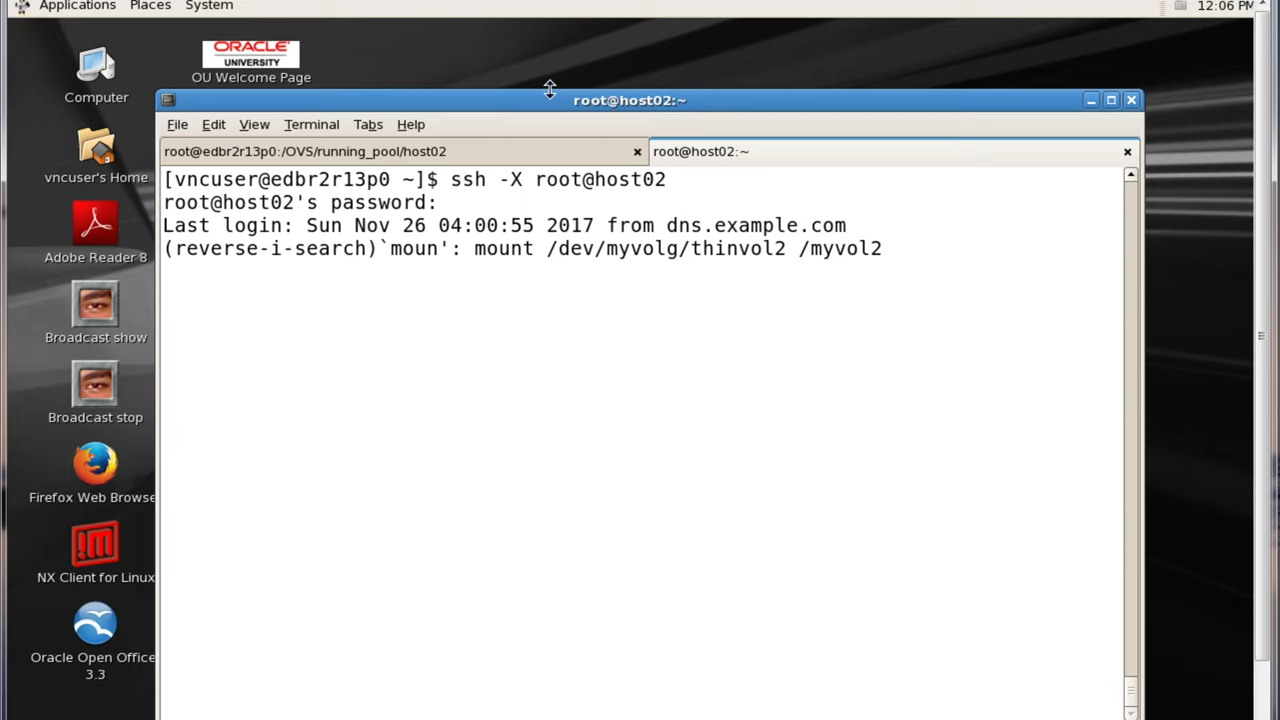 Applications Places System 12:06 PM
ORACLE
UNIVERSITY
OU Welcome Page
Computer
root@host02:~
File Edit View Terminal Tabs Help
root@edbr2r13p0:/OVS/running_pool/host02 root@host02:~
vncuser's Home
[vncuser@edbr2r13p0 ~]$ ssh -X root@host02
root@host02's password:
Last login: Sun Nov 26 04:00:55 2017 from dns.example.com
(reverse-i-search)`moun': mount /dev/myvolg/thinvol2 /myvol2
Adobe Reader 8
Broadcast show
Broadcast stop
Firefox Web Browse
NX Client for Linux
Oracle Open Office
3.3